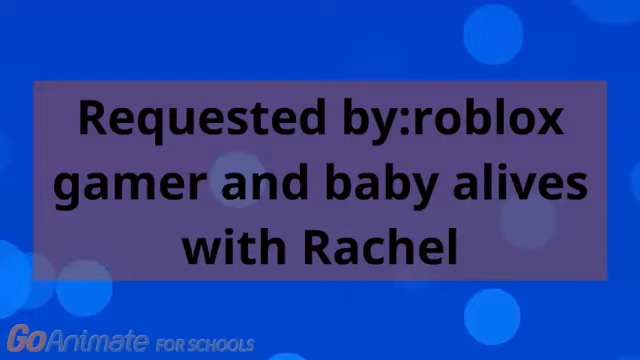 Requested by:roblox
gamer and baby alives
with Rachel
GoAnimate FOR SCHOOLS